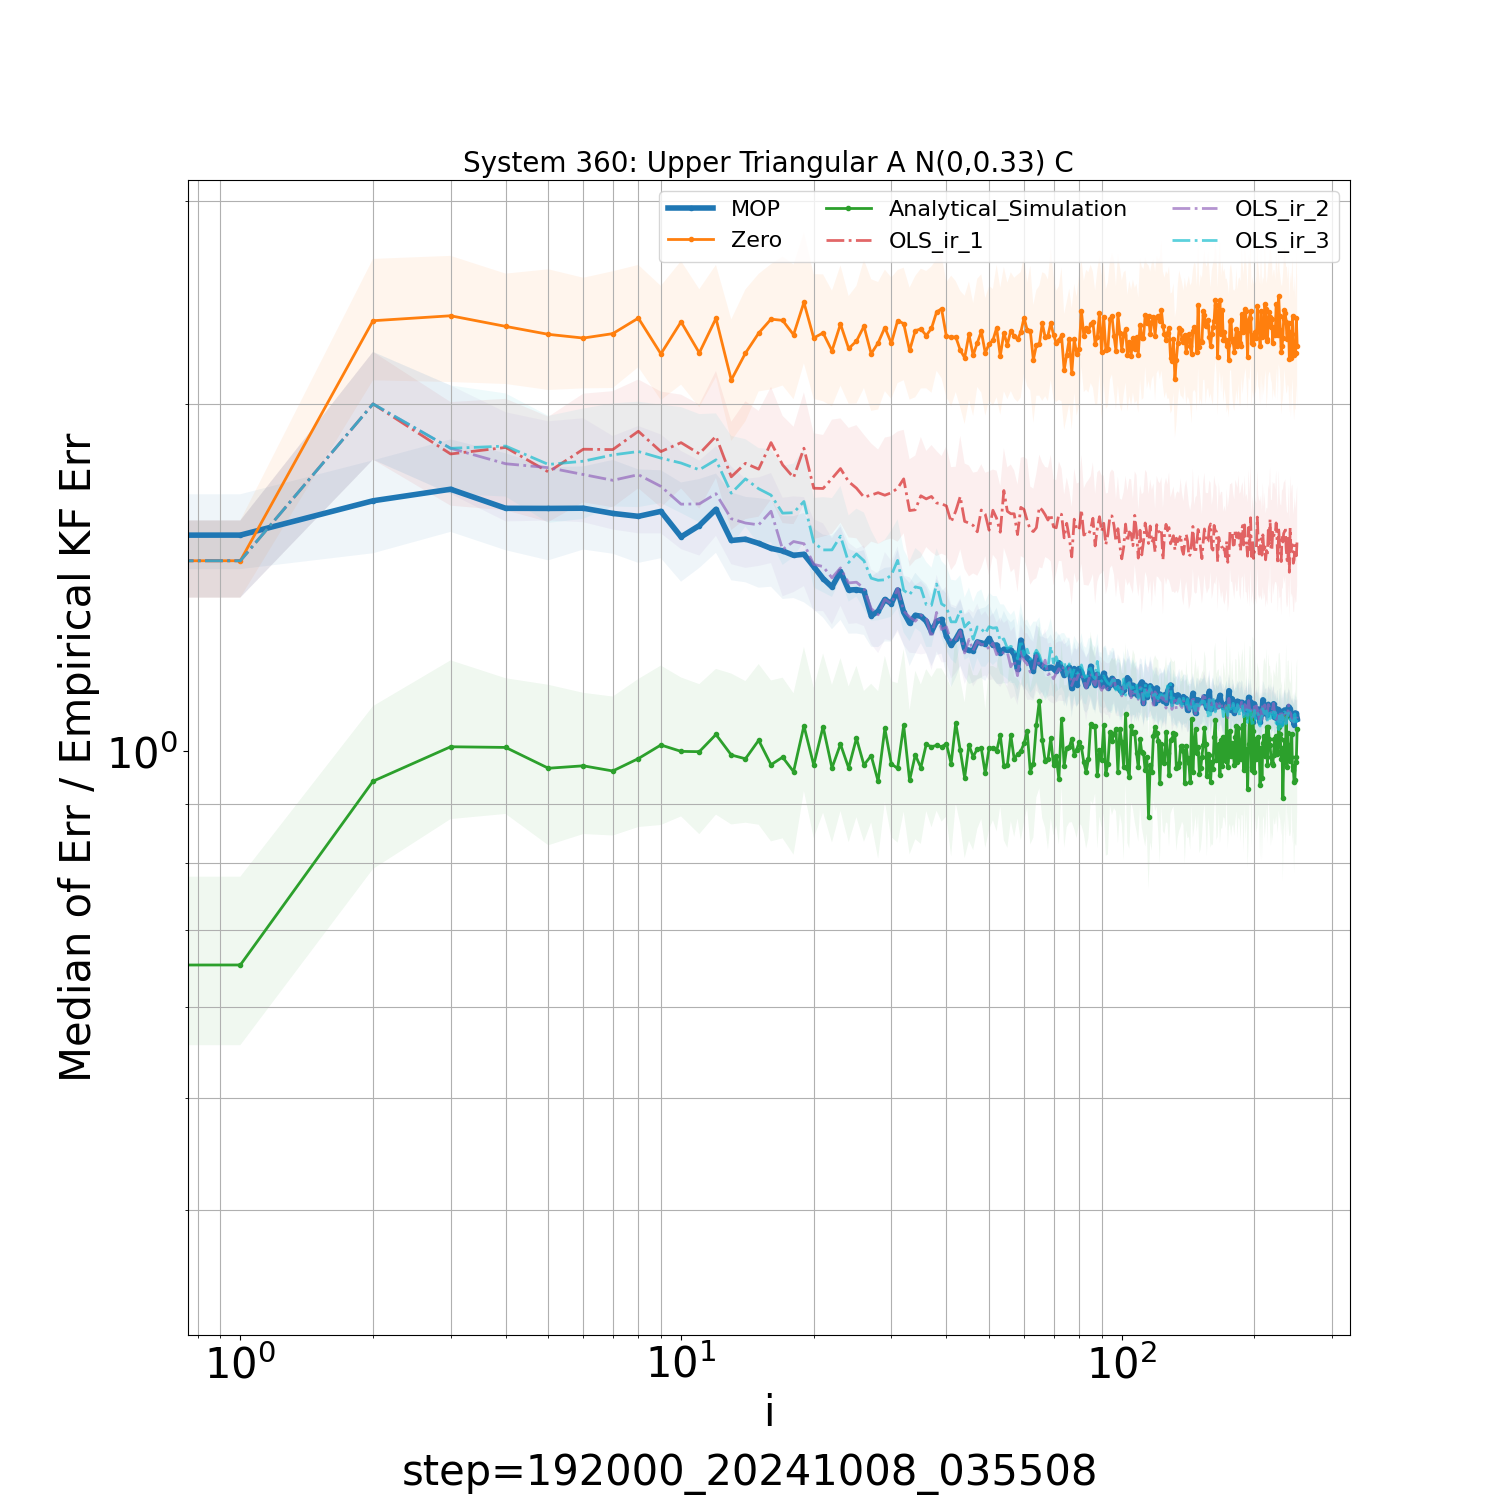 System 360: Upper Triangular A N(0,0.33) C
MOP
Zero
Analytical_Simulation
OLS_ir_1
OLS_ir_2
OLS_ir_3
Median of Err / Empirical KF Err
10⁰
10⁰ 10¹ 10²
i
step=192000_20241008_035508